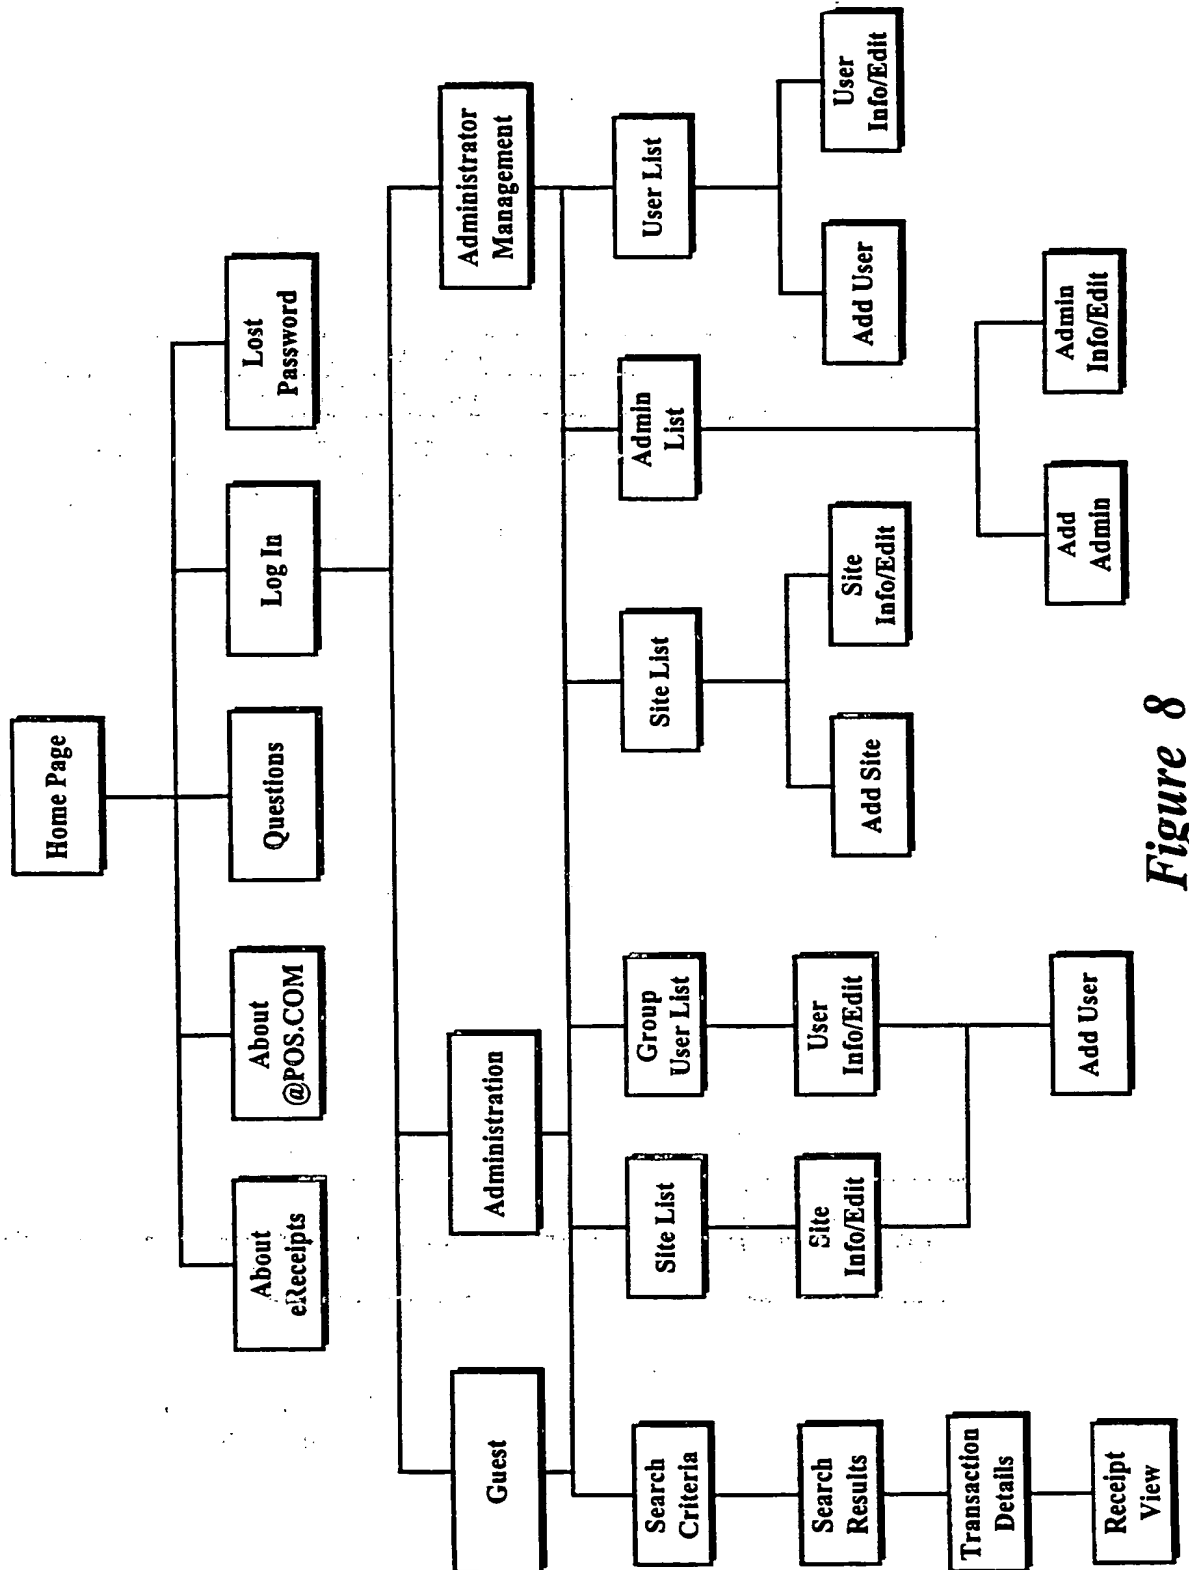 Home Page
About
eReceipts
About
@POS.COM
Questions
Log In
Lost
Password
Guest
Administration
Administrator
Management
Search
Criteria
Site List
Group
User List
Site List
Admin
List
User List
Search
Results
Site
Info/Edit
User
Info/Edit
Add Site
Site
Info/Edit
Add User
User
Info/Edit
Transaction
Details
Receipt
View
Add User
Add
Admin
Admin
Info/Edit
Figure 8